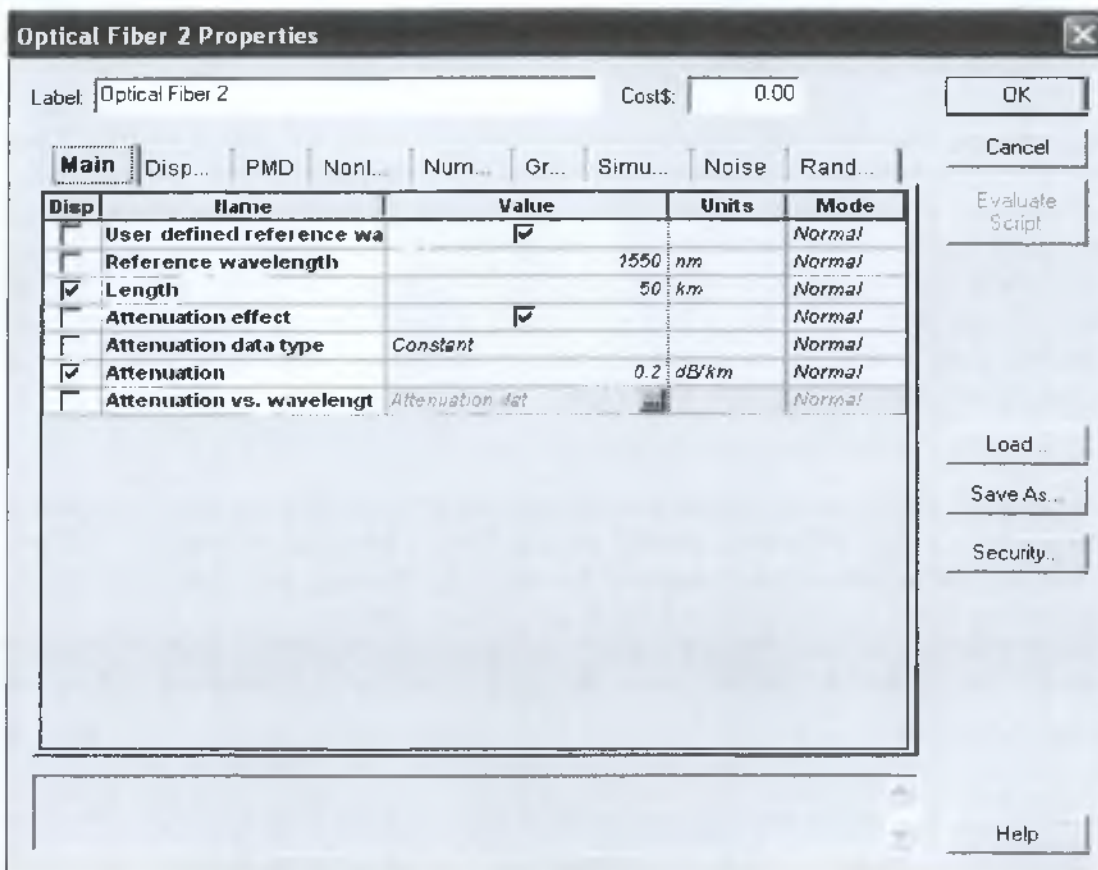 Optical Fiber 2 Properties
Label: Optical Fiber 2 Cost$: 0.00 OK
Cancel
Main Disp... PMD Nonl... Num... Gr... Simu... Noise Rand...
Evaluate Script
Disp Name Value Units Mode
User defined reference wa Normal
Reference wavelength 1550 nm Normal
Length 50 km Normal
Attenuation effect Normal
Attenuation data type Constant Normal
Attenuation 0.2 dB/km Normal
Attenuation vs. wavelengt Attenuation dat ... Normal
Load...
Save As...
Security...
Help